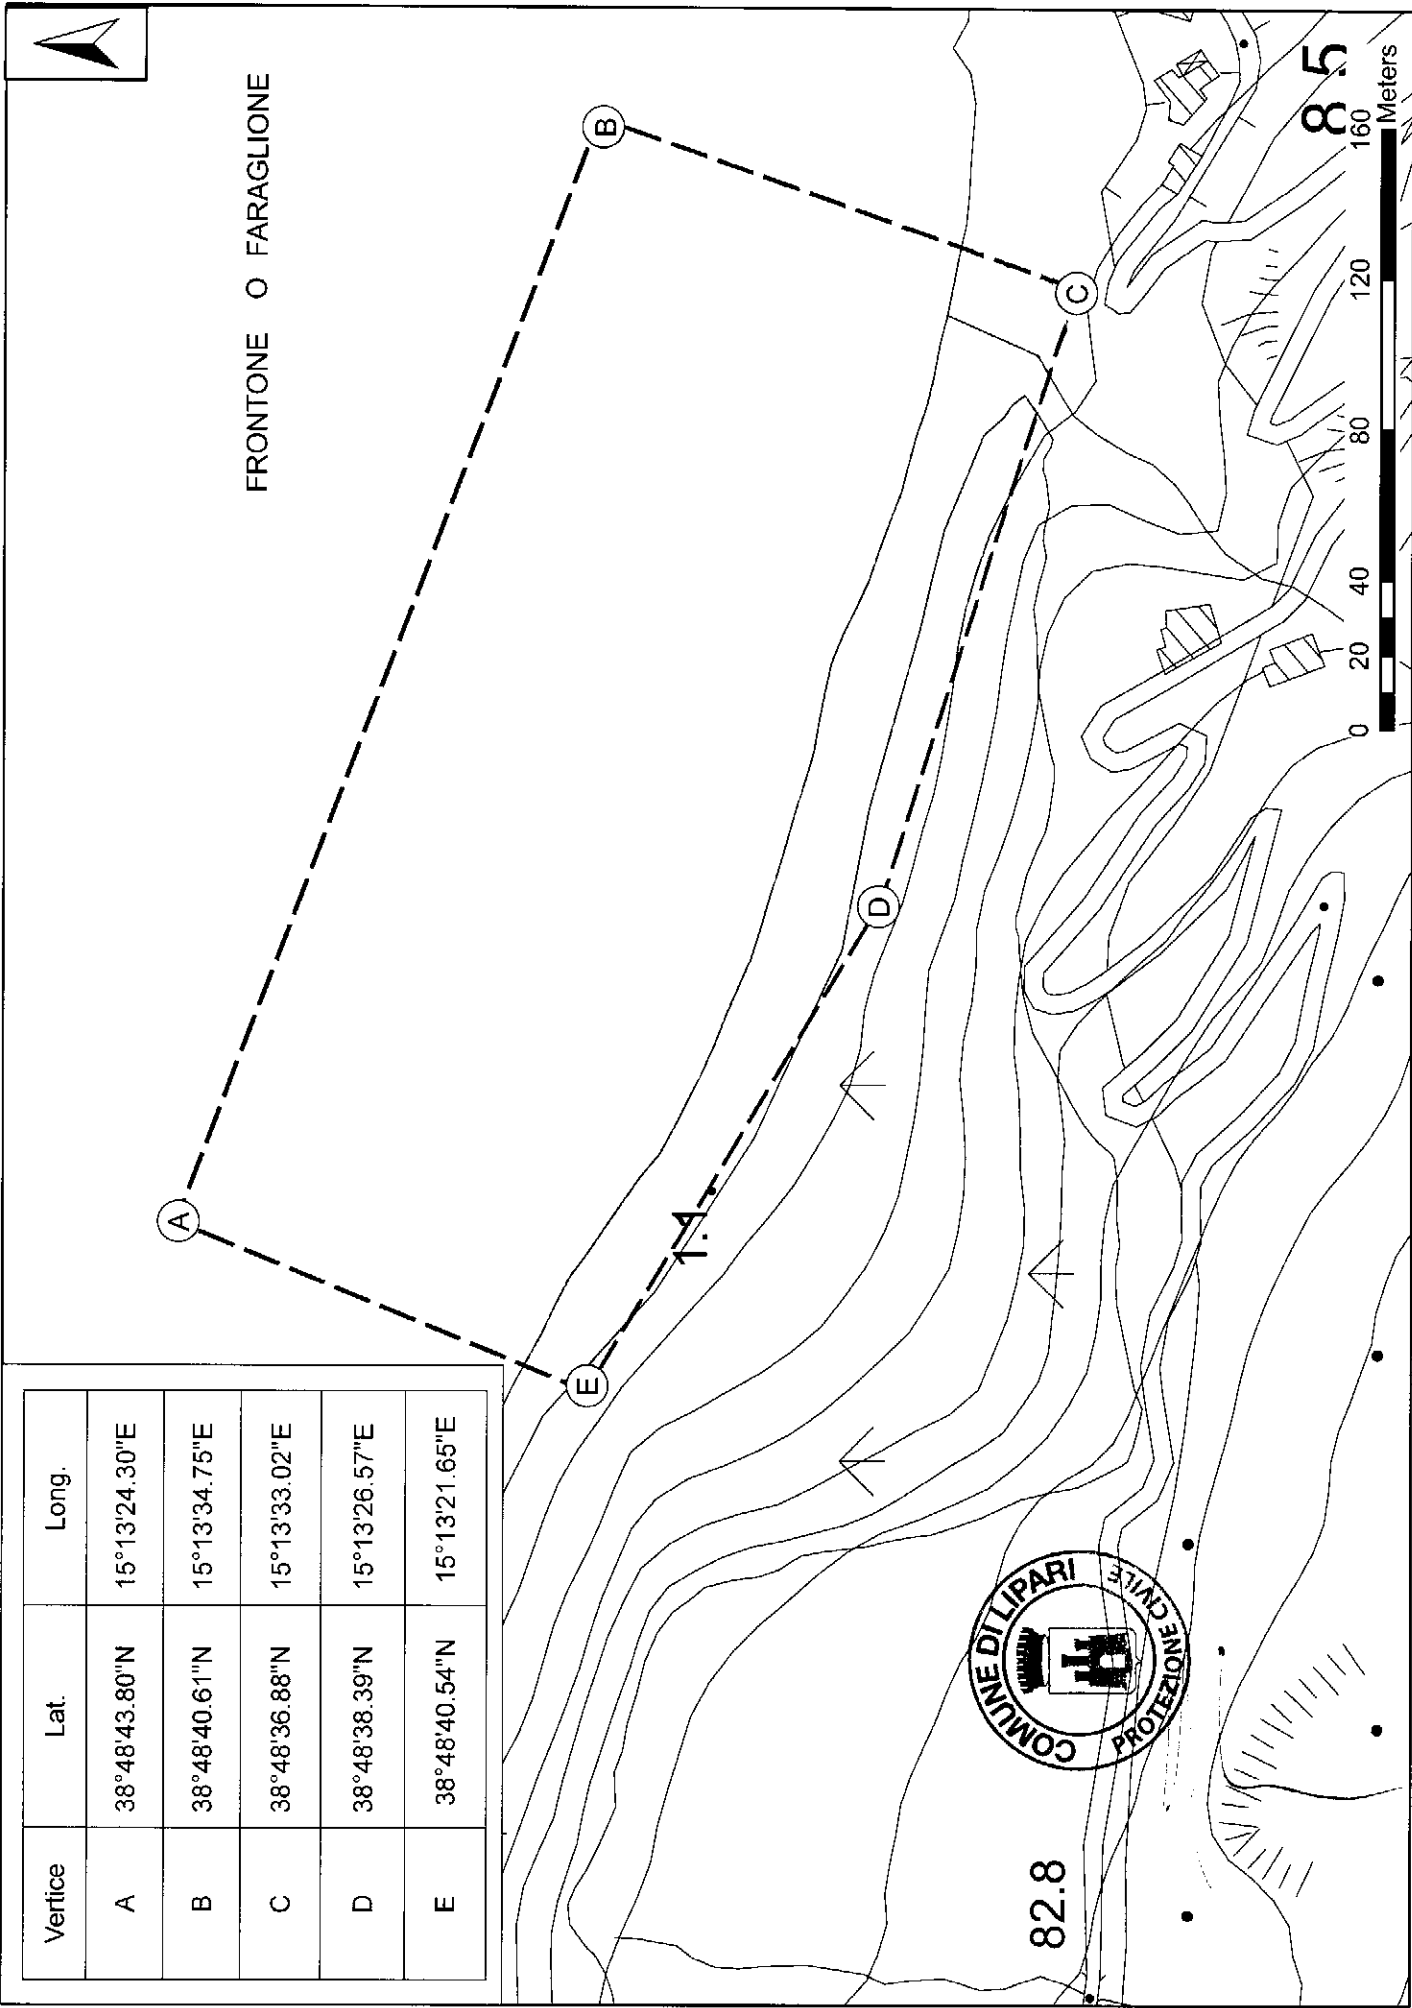 Vertice Lat. Long.
A 38°48'43.80"N 15°13'24.30"E
B 38°48'40.61"N 15°13'34.75"E
C 38°48'36.88"N 15°13'33.02"E
D 38°48'38.39"N 15°13'26.57"E
E 38°48'40.54"N 15°13'21.65"E
FRONTONE O FARAGLIONE
A
B
E
1.1
D
C
82.8
COMUNE DI LIPARI
PROTEZIONE CIVILE
8.5
0 20 40 80 120 160
Meters